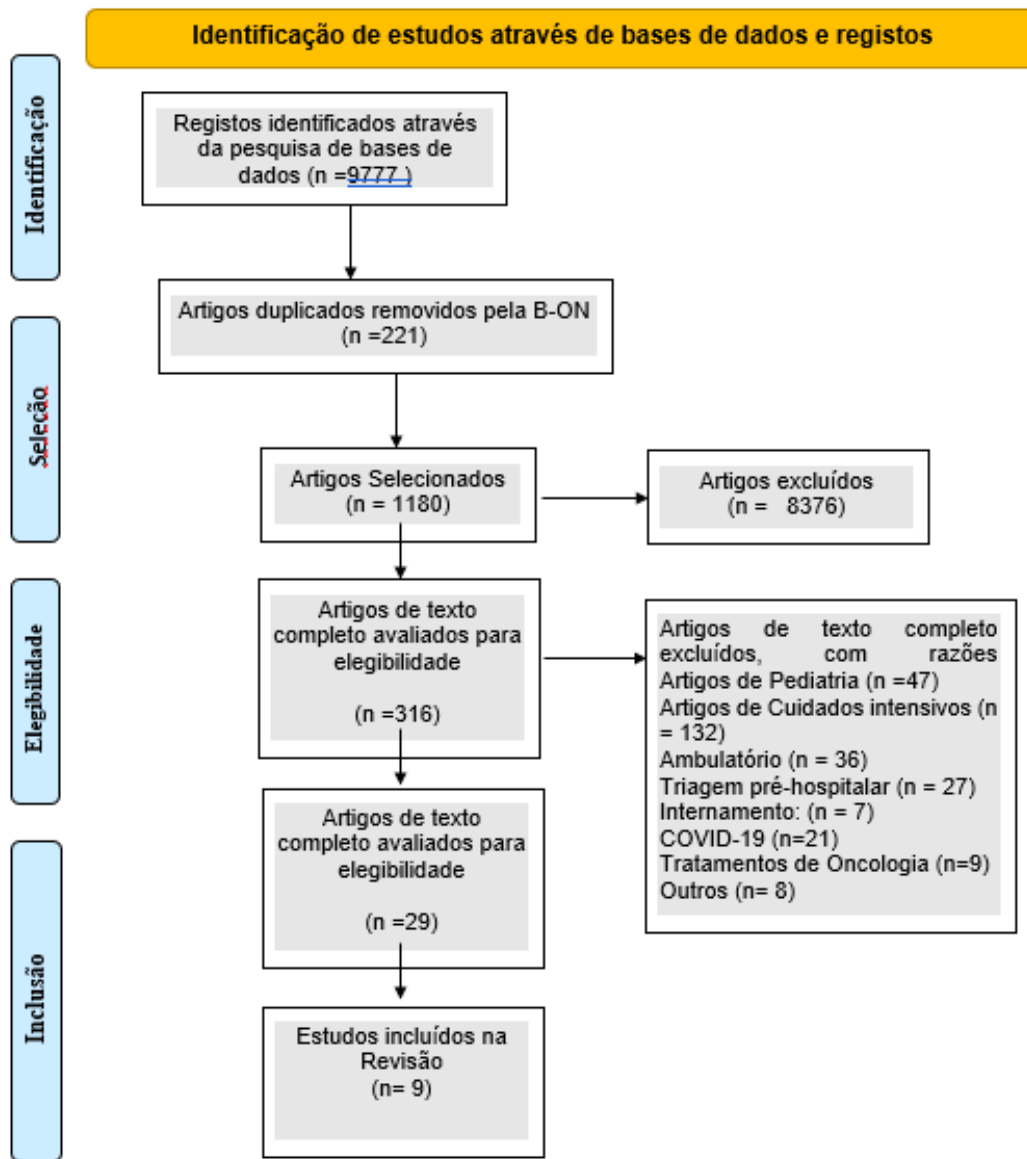 Identificação de estudos através de bases de dados e registos
Identificação
Registos identificados através
da pesquisa de bases de
dados (n =9777 )
Artigos duplicados removidos pela B-ON
(n =221)
Seleção
Artigos Selecionados
(n = 1180)
Artigos excluídos
(n = 8376)
Elegibilidade
Artigos de texto
completo avaliados para
elegibilidade
(n =316)
Artigos de texto completo
excluídos, com razões
Artigos de Pediatria (n =47)
Artigos de Cuidados intensivos (n
= 132)
Ambulatório (n = 36)
Triagem pré-hospitalar (n = 27)
Internamento: (n = 7)
COVID-19 (n=21)
Tratamentos de Oncologia (n=9)
Outros (n= 8)
Artigos de texto
completo avaliados para
elegibilidade
(n =29)
Inclusão
Estudos incluídos na
Revisão
(n= 9)